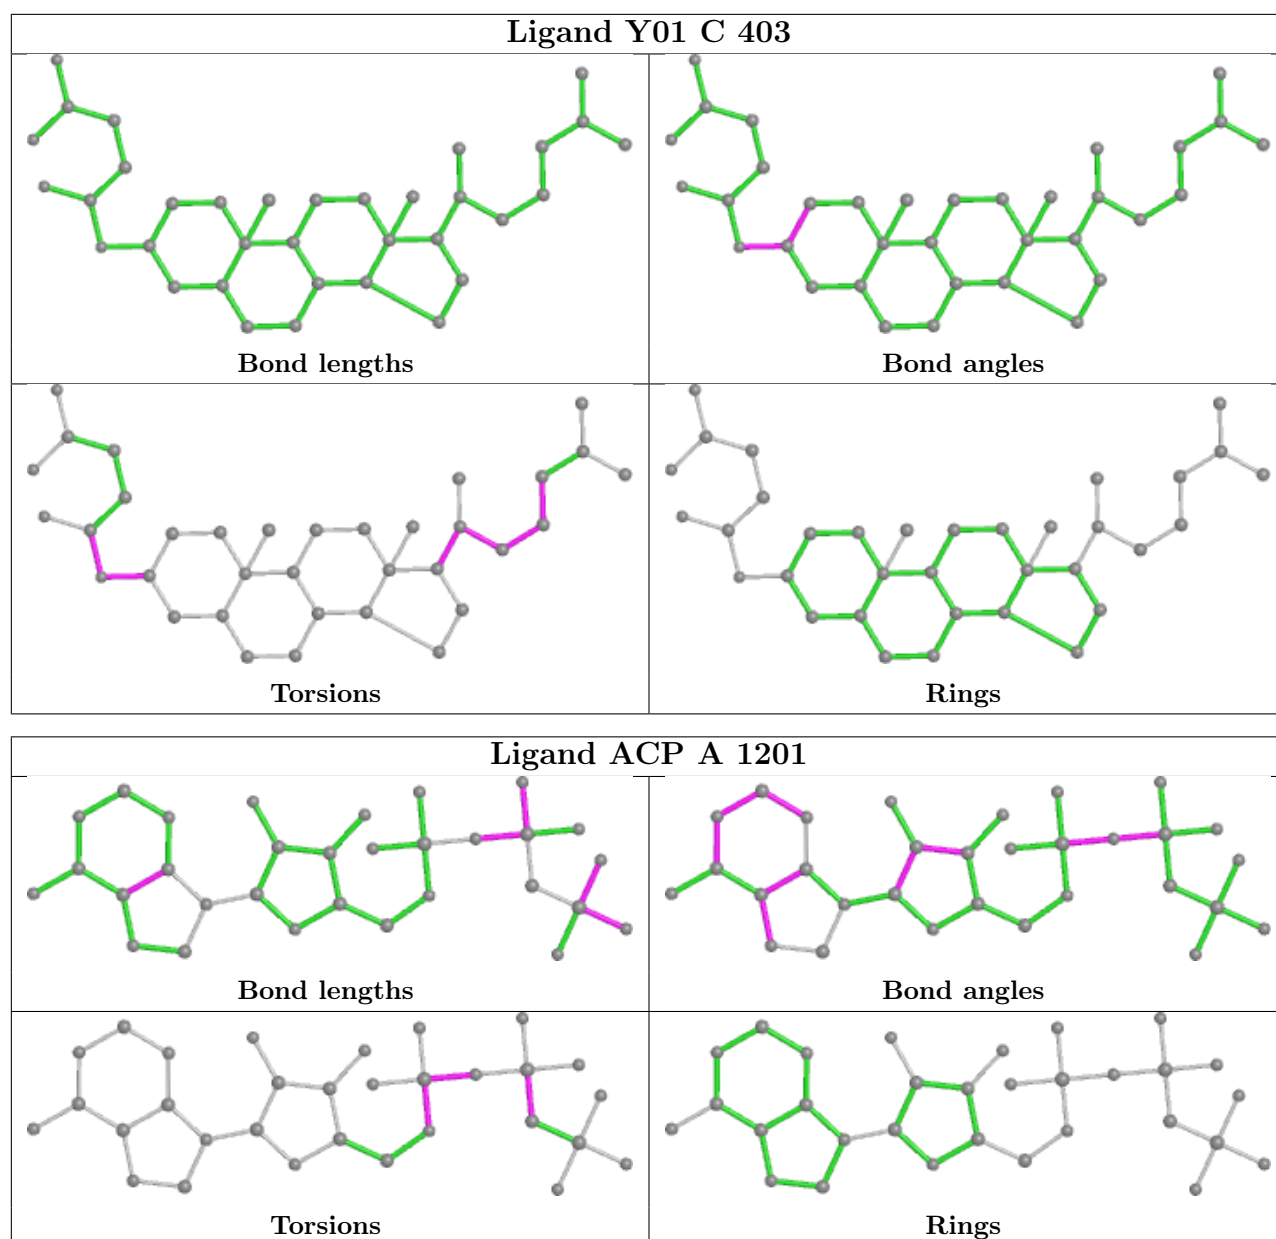 Ligand Y01 C 403
Bond lengths
Bond angles
Torsions
Rings
Ligand ACP A 1201
Bond lengths
Bond angles
Torsions
Rings